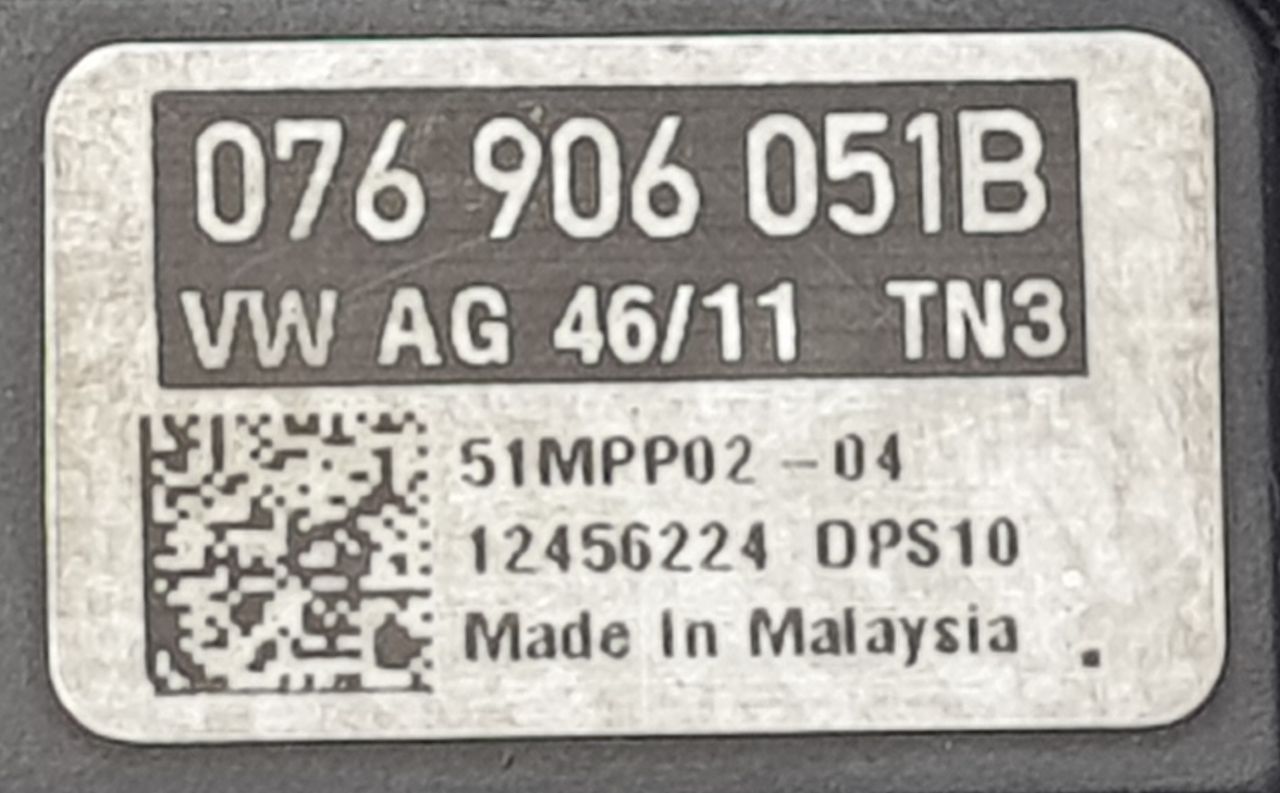 076 906 051B
VW AG 46/11 TN3
51MPP02 -04
12456224 DPS10
Made In Malaysia